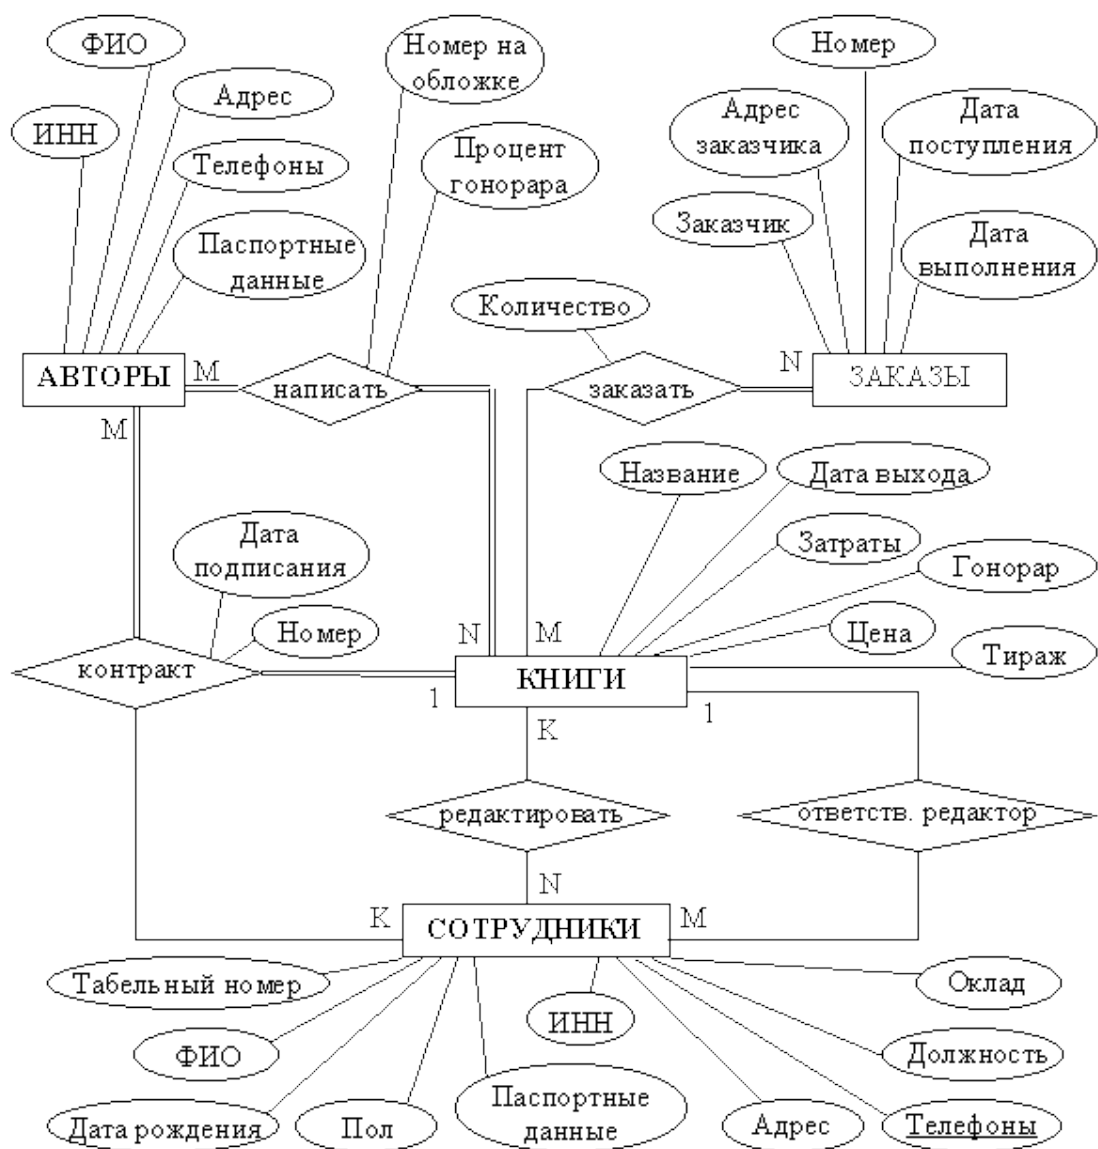 ФИО
Номер на
обложке
Номер
Адрес
ИНН
Адрес
заказчика
Дата
поступления
Телефоны
Процент
гонорара
Заказчик
Паспортные
данные
Дата
выполнения
Количество
АВТОРЫ
M
написать
заказать
N
ЗАКАЗЫ
M
Название
Дата выхода
Дата
подписания
Затраты
Гонорар
Номер
N
M
Цена
Тираж
контракт
КНИГИ
1
1
K
редактировать
ответств. редактор
N
K
СОТРУДНИКИ
M
Табельный номер
Оклад
ИНН
ФИО
Должность
Паспортные
данные
Дата рождения
Пол
Адрес
Телефоны